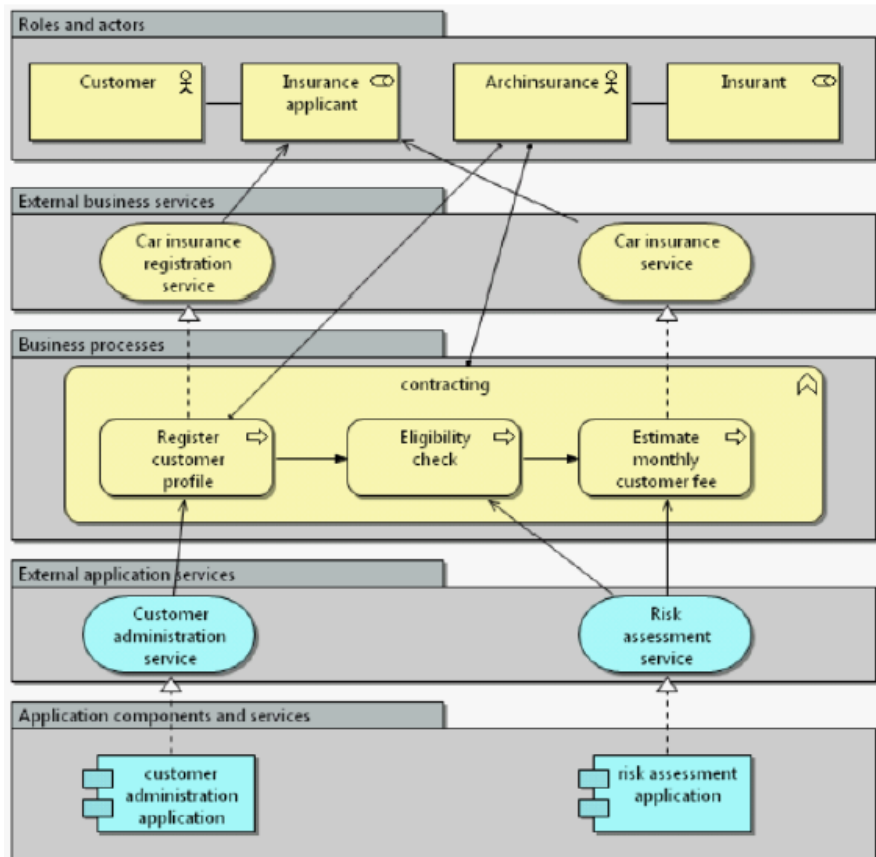 Roles and actors
Customer
Insurance
applicant
Archinsurance
Insurant
External business services
Car insurance
registration
service
Car insurance
service
Business processes
contracting
Register
customer
profile
Eligibility
check
Estimate
monthly
customer fee
External application services
Customer
administration
service
Risk
assessment
service
Application components and services
customer
administration
application
risk assessment
application